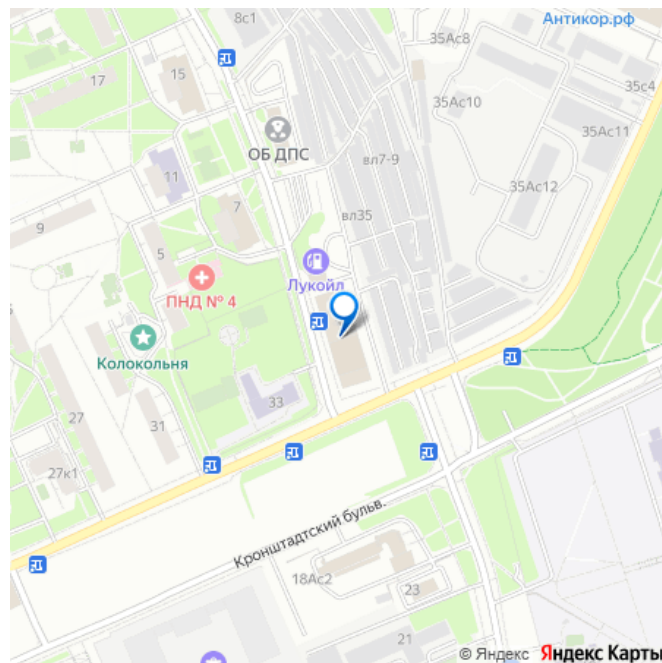 8с1
Антикор.рф
35Ас8
15
17
35с4
35Ас10
35Ас11
ОБ ДПС
вл7-9
11
35Ас12
7
вл35
9
5
Лукойл
ПНД № 4
Колокольня
33
27
31
27к1
Кронштадтский бульв.
18Ас2
23
21
© Яндекс Яндекс Карты